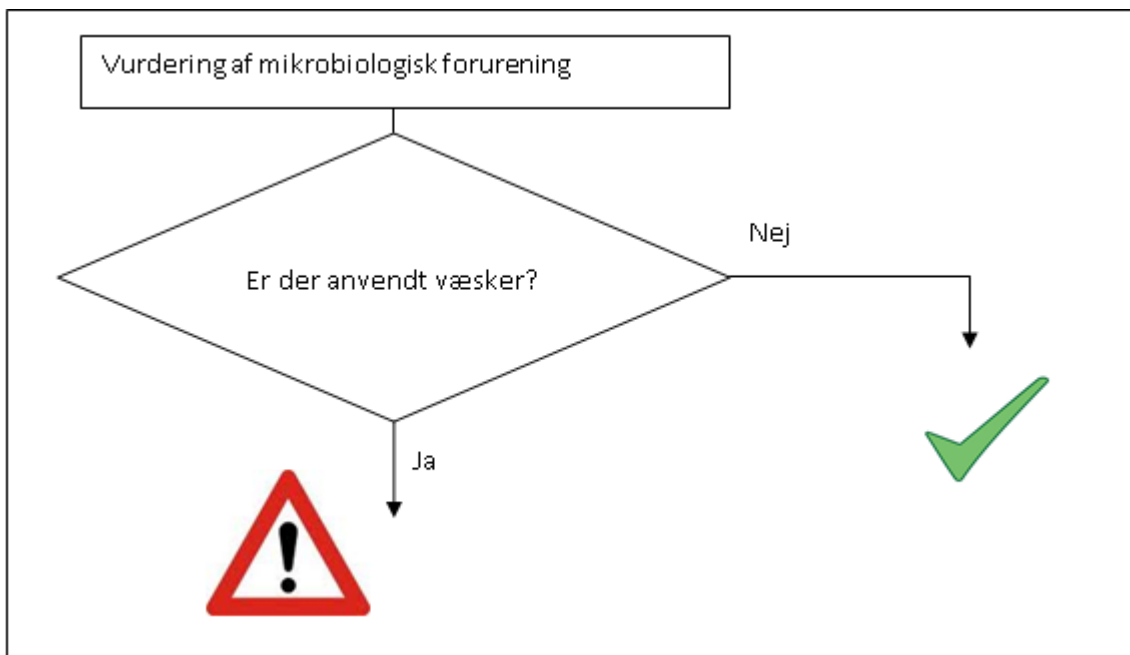 Vurdering af mikrobiologisk forurening
Er der anvendt væsker?
Nej
Ja